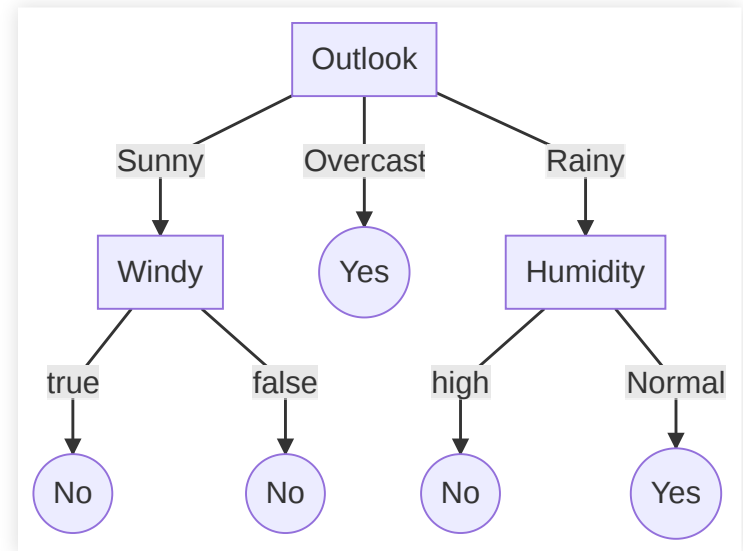 Outlook
Sunny
Overcast
Rainy
Windy
Yes
Humidity
true
false
high
Normal
No
No
No
Yes